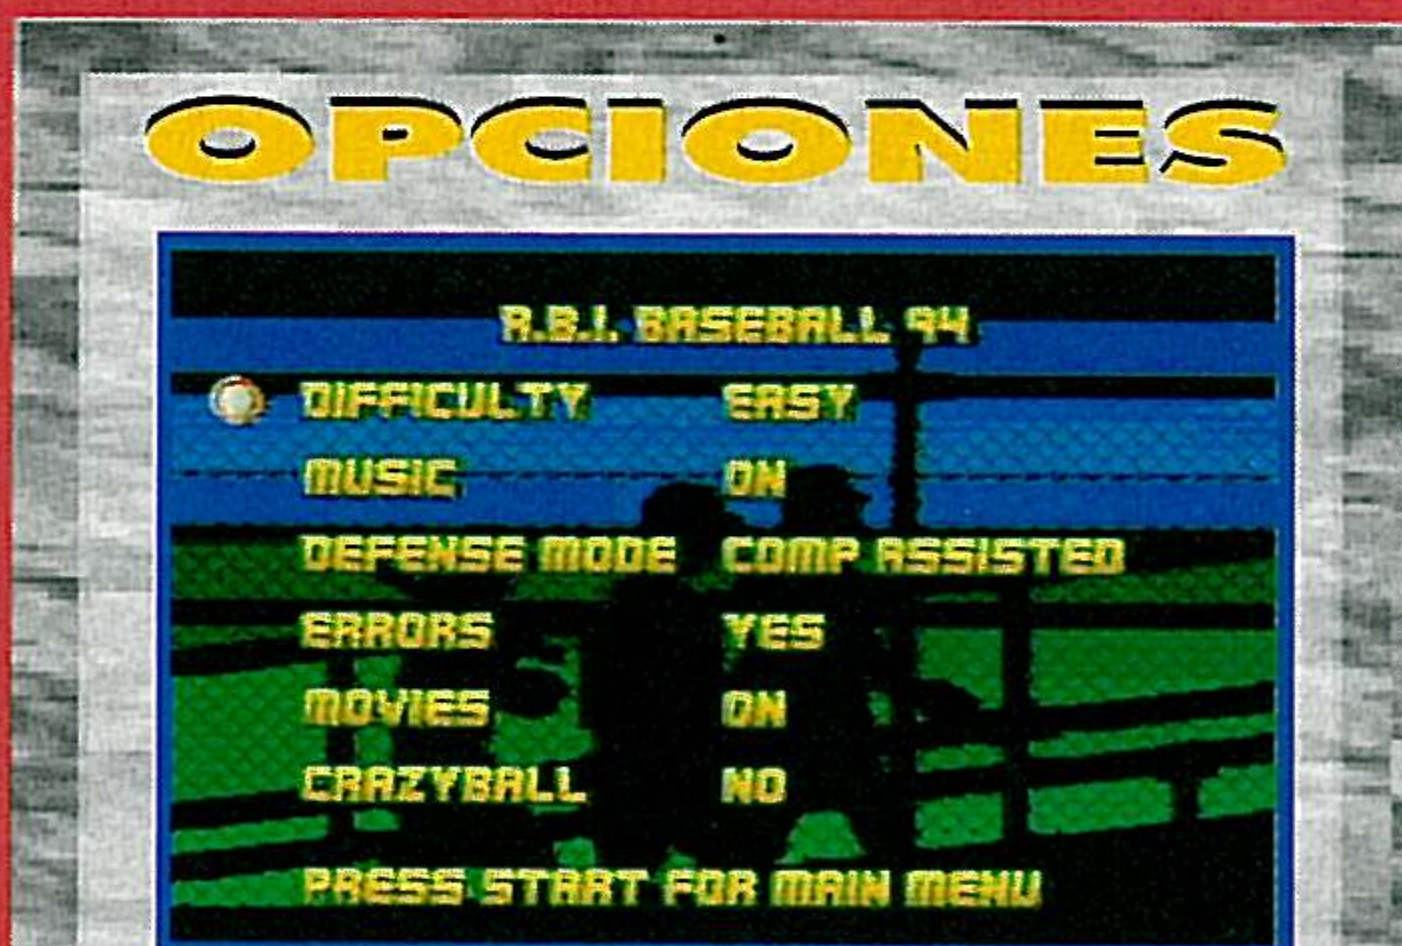 OPCIONES
R.B.I. BASEBALL 94
DIFFICULTY EASY
MUSIC ON
DEFENSE MODE COMP ASSISTED
ERRORS YES
MOVIES ON
CRAZYBALL NO
PRESS START FOR MAIN MENU